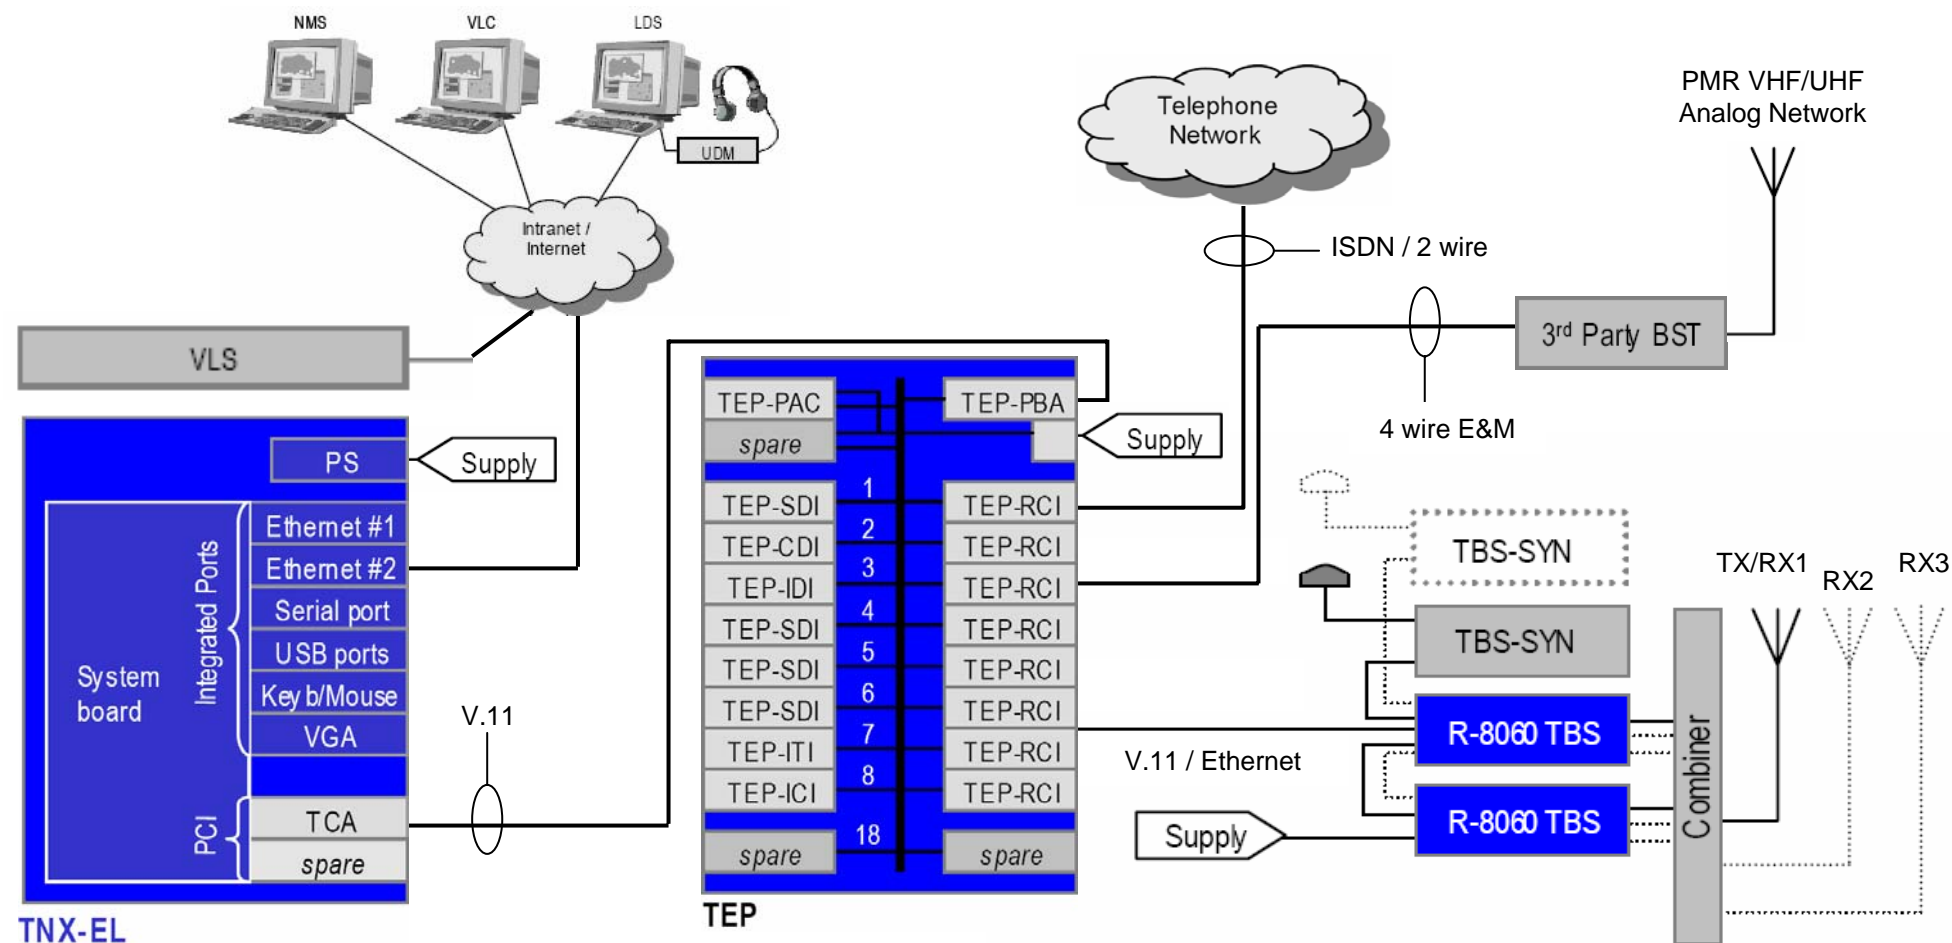 NMS
VLC
LDS
UDM
Intranet /
Internet
Telephone
Network
PMR VHF/UHF
Analog Network
ISDN / 2 wire
3rd Party BST
4 wire E&M
VLS
PS
Supply
System
board
Integrated Ports
Ethernet #1
Ethernet #2
Serial port
USB ports
Keyb/Mouse
VGA
PCI
TCA
spare
TNX-EL
V.11
TEP-PAC
TEP-PBA
spare
Supply
TEP-SDI
1
TEP-RCI
TEP-CDI
2
TEP-RCI
TEP-IDI
3
TEP-RCI
TEP-SDI
4
TEP-RCI
TEP-SDI
5
TEP-RCI
TEP-SDI
6
TEP-RCI
TEP-ITI
7
TEP-RCI
TEP-ICI
8
TEP-RCI
spare
18
spare
TEP
V.11 / Ethernet
Supply
TBS-SYN
TBS-SYN
R-8060 TBS
R-8060 TBS
Combiner
TX/RX1
RX2
RX3